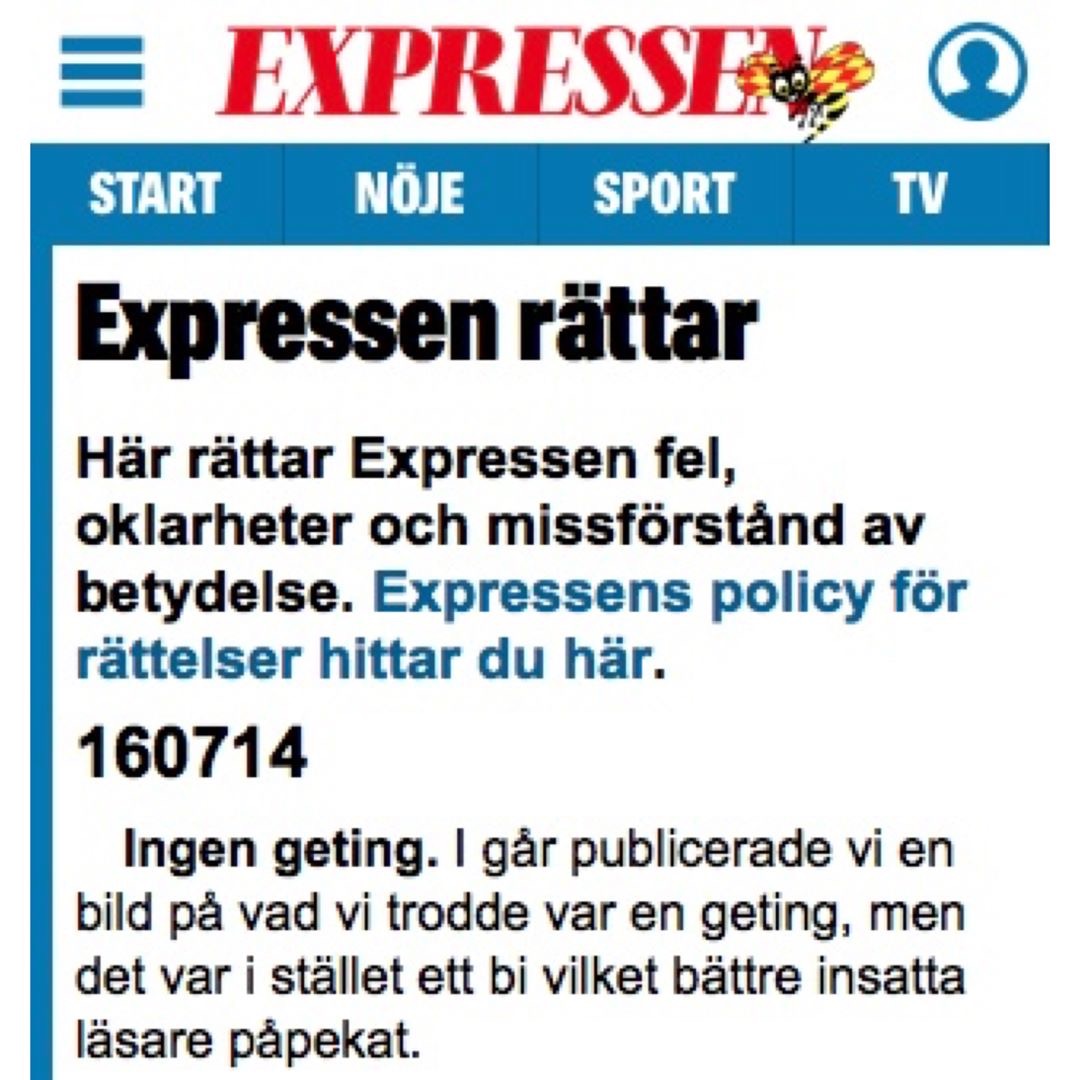 EXPRESSEN
START NÖJE SPORT TV
Expressen rättar
Här rättar Expressen fel,
oklarheter och missförstånd av
betydelse. Expressens policy för
rättelser hittar du här.
160714
Ingen geting. I går publicerade vi en
bild på vad vi trodde var en geting, men
det var i stället ett bi vilket bättre insatta
läsare påpekat.